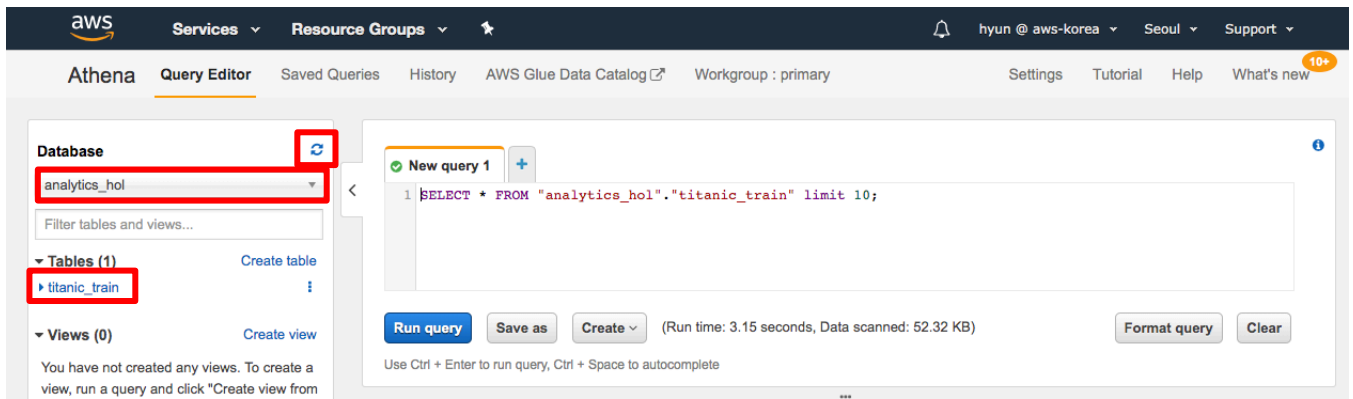 aws Services Resource Groups hyun @ aws-korea Seoul Support
Athena Query Editor Saved Queries History AWS Glue Data Catalog Workgroup : primary Settings Tutorial Help What's new 10+
Database
analytics_hol
Filter tables and views...
Tables (1) Create table
titanic_train
Views (0) Create view
You have not created any views. To create a
view, run a query and click "Create view from
New query 1 +
1 SELECT * FROM "analytics_hol"."titanic_train" limit 10;
Run query Save as Create (Run time: 3.15 seconds, Data scanned: 52.32 KB) Format query Clear
Use Ctrl + Enter to run query, Ctrl + Space to autocomplete